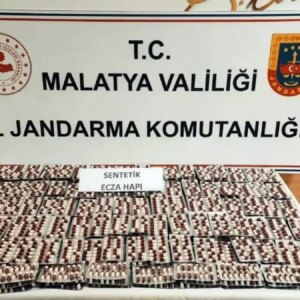 T.C.
MALATYA VALİLİĞİ
L JANDARMA KOMUTANLIĞ
SENTETİK
ECZA HAPI